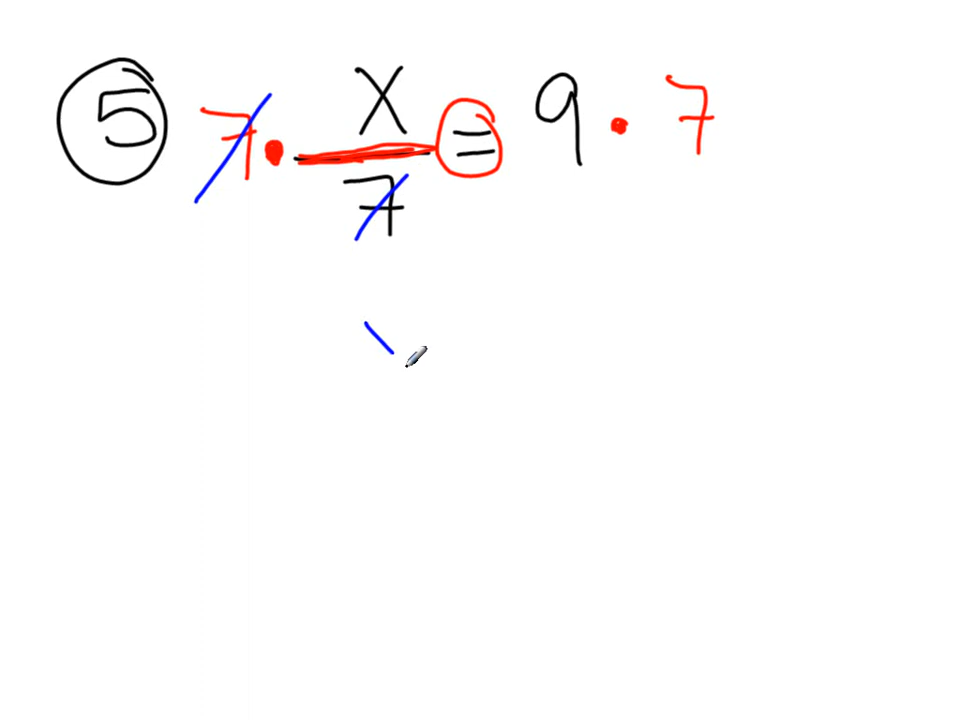 5 7 · x/7 = 9 · 7